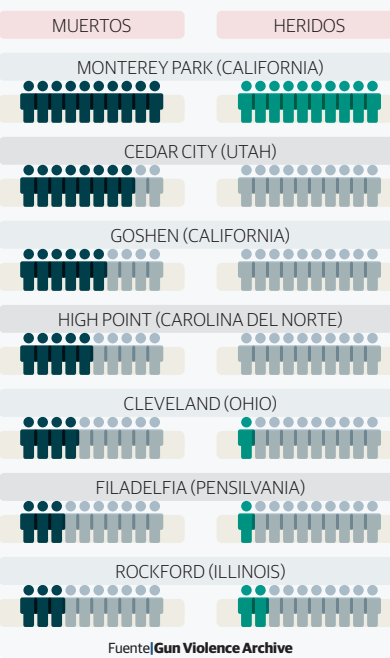 MUERTOS HERIDOS
MONTEREY PARK (CALIFORNIA)
CEDAR CITY (UTAH)
GOSHEN (CALIFORNIA)
HIGH POINT (CAROLINA DEL NORTE)
CLEVELAND (OHIO)
FILADELFIA (PENSILVANIA)
ROCKFORD (ILLINOIS)
Fuente|Gun Violence Archive